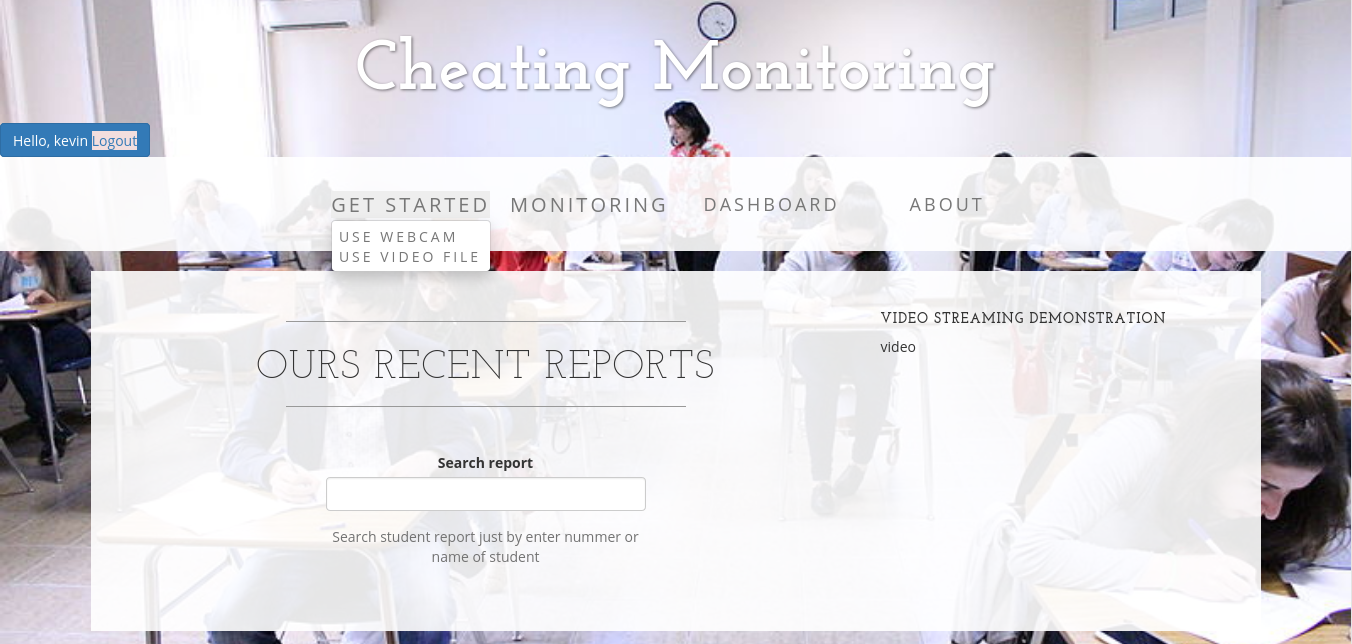 Cheating Monitoring
Hello, kevin Logout
GET STARTED MONITORING DASHBOARD ABOUT
USE WEBCAM
USE VIDEO FILE
OURS RECENT REPORTS
Search report
Search student report just by enter nummer or
name of student
VIDEO STREAMING DEMONSTRATION
video